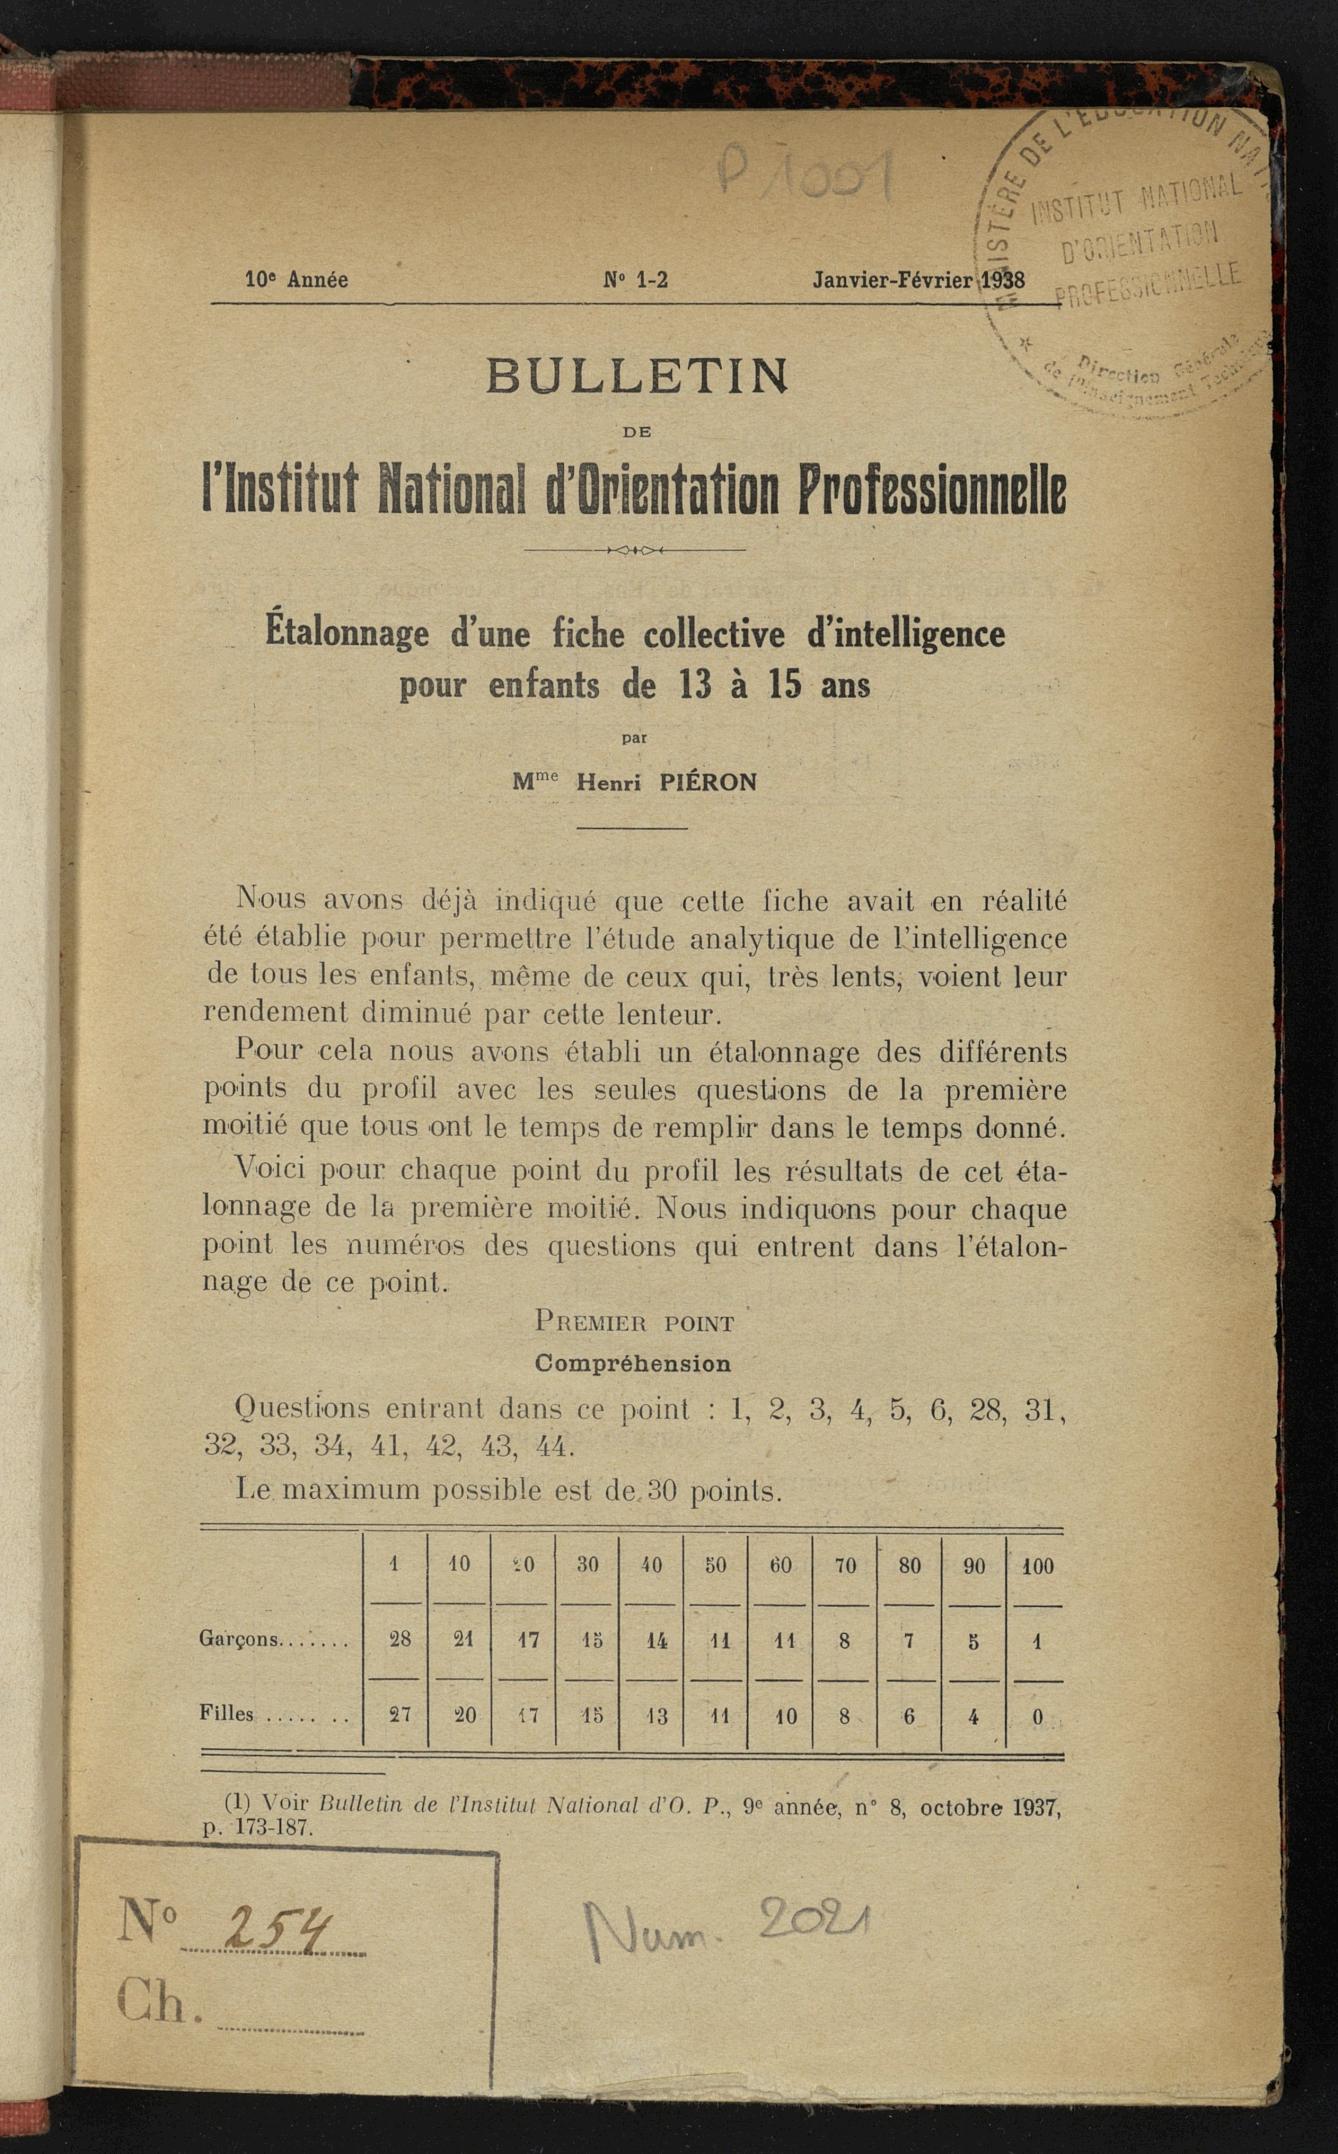 P 1001
MINISTÈRE DE L'ÉDUCATION NAT
INSTITUT NATIONAL
D'ORIENTATION
PROFESSIONNELLE
Direction Générale
de l'Enseignement Technique
10e Année N° 1-2 Janvier-Février 1938
BULLETIN
DE
l'Institut National d'Orientation Professionnelle
Étalonnage d'une fiche collective d'intelligence
pour enfants de 13 à 15 ans
par
Mme Henri PIÉRON
Nous avons déjà indiqué que cette fiche avait en réalité
été établie pour permettre l'étude analytique de l'intelligence
de tous les enfants, même de ceux qui, très lents, voient leur
rendement diminué par cette lenteur.
Pour cela nous avons établi un étalonnage des différents
points du profil avec les seules questions de la première
moitié que tous ont le temps de remplir dans le temps donné.
Voici pour chaque point du profil les résultats de cet éta-
lonnage de la première moitié. Nous indiquons pour chaque
point les numéros des questions qui entrent dans l'étalon-
nage de ce point.
PREMIER POINT
Compréhension
Questions entrant dans ce point : 1, 2, 3, 4, 5, 6, 28, 31,
32, 33, 34, 41, 42, 43, 44.
Le maximum possible est de 30 points.
1 10 20 30 40 50 60 70 80 90 100
Garçons....... 28 21 17 15 14 11 11 8 7 5 1
Filles ....... 27 20 17 15 13 11 10 8 6 4 0
(1) Voir Bulletin de l'Institut National d'O. P., 9e année, n° 8, octobre 1937,
p. 173-187.
N° 254
Ch.
Num. 2021